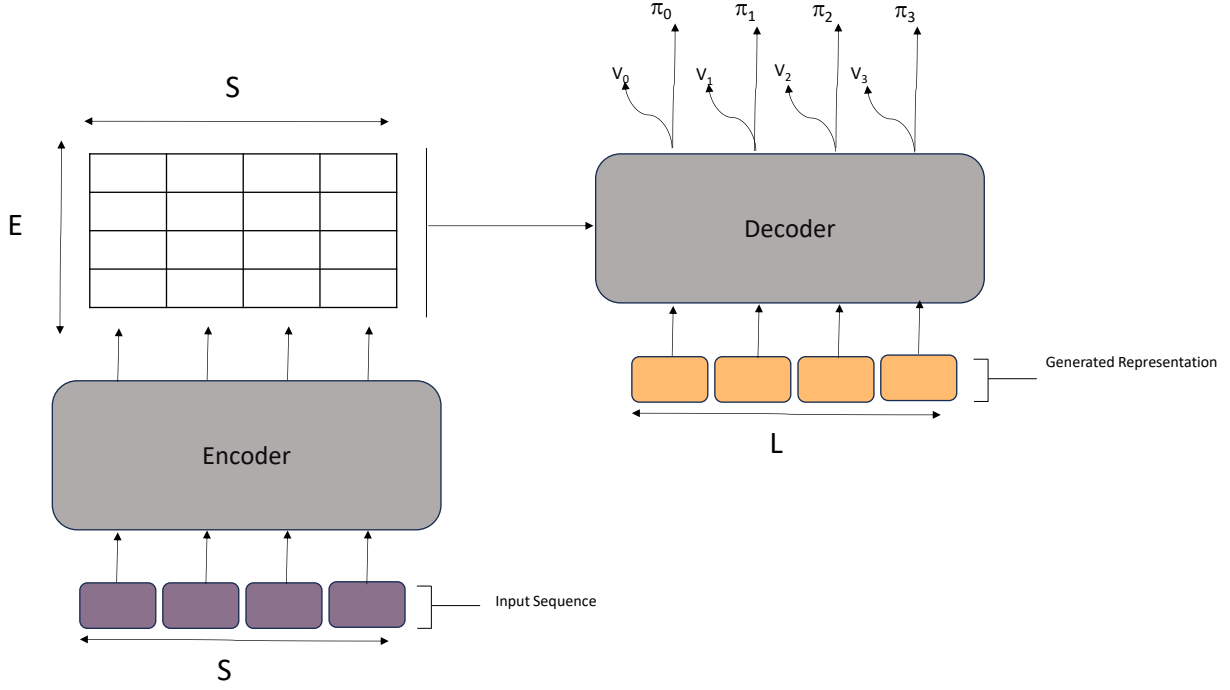 π0 π1 π2 π3
V0 V1 V2 V3
S
E
Decoder
Generated Representation
L
Encoder
Input Sequence
S